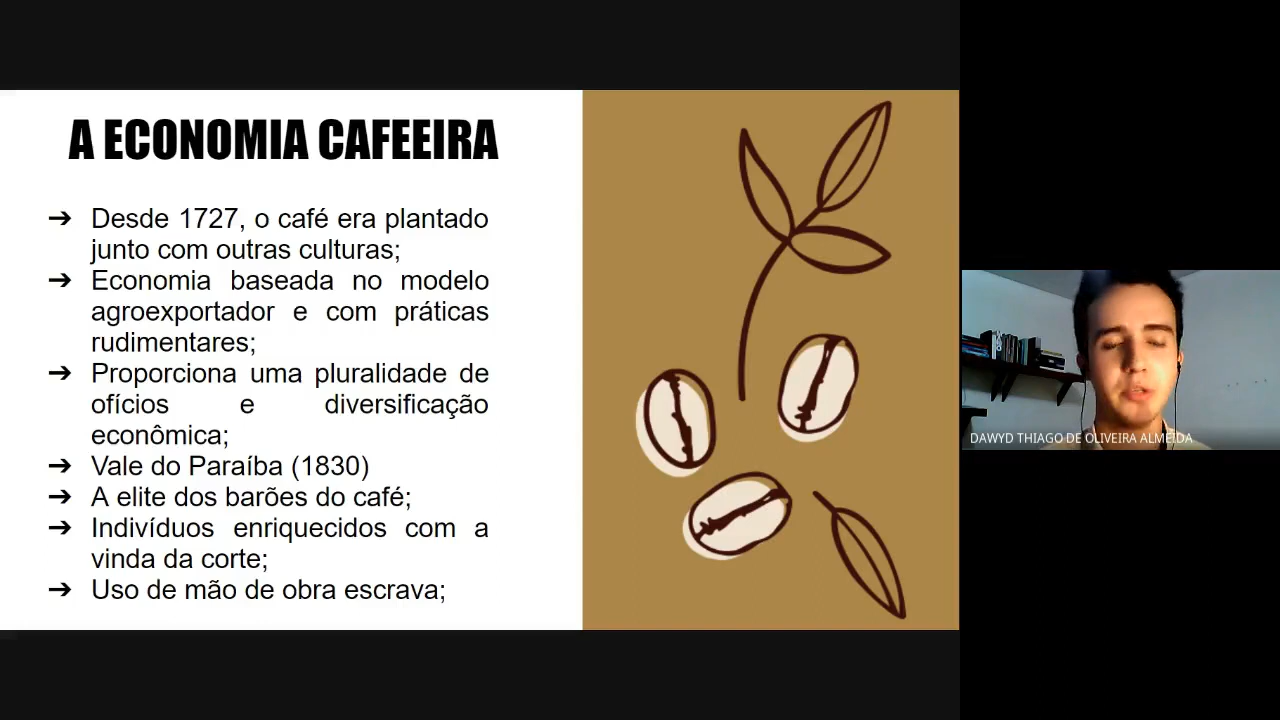 A ECONOMIA CAFEEIRA
➔ Desde 1727, o café era plantado
junto com outras culturas;
➔ Economia baseada no modelo
agroexportador e com práticas
rudimentares;
➔ Proporciona uma pluralidade de
ofícios e diversificação
econômica;
➔ Vale do Paraíba (1830)
➔ A elite dos barões do café;
➔ Indivíduos enriquecidos com a
vinda da corte;
➔ Uso de mão de obra escrava;
DAWYD THIAGO DE OLIVEIRA ALMEIDA